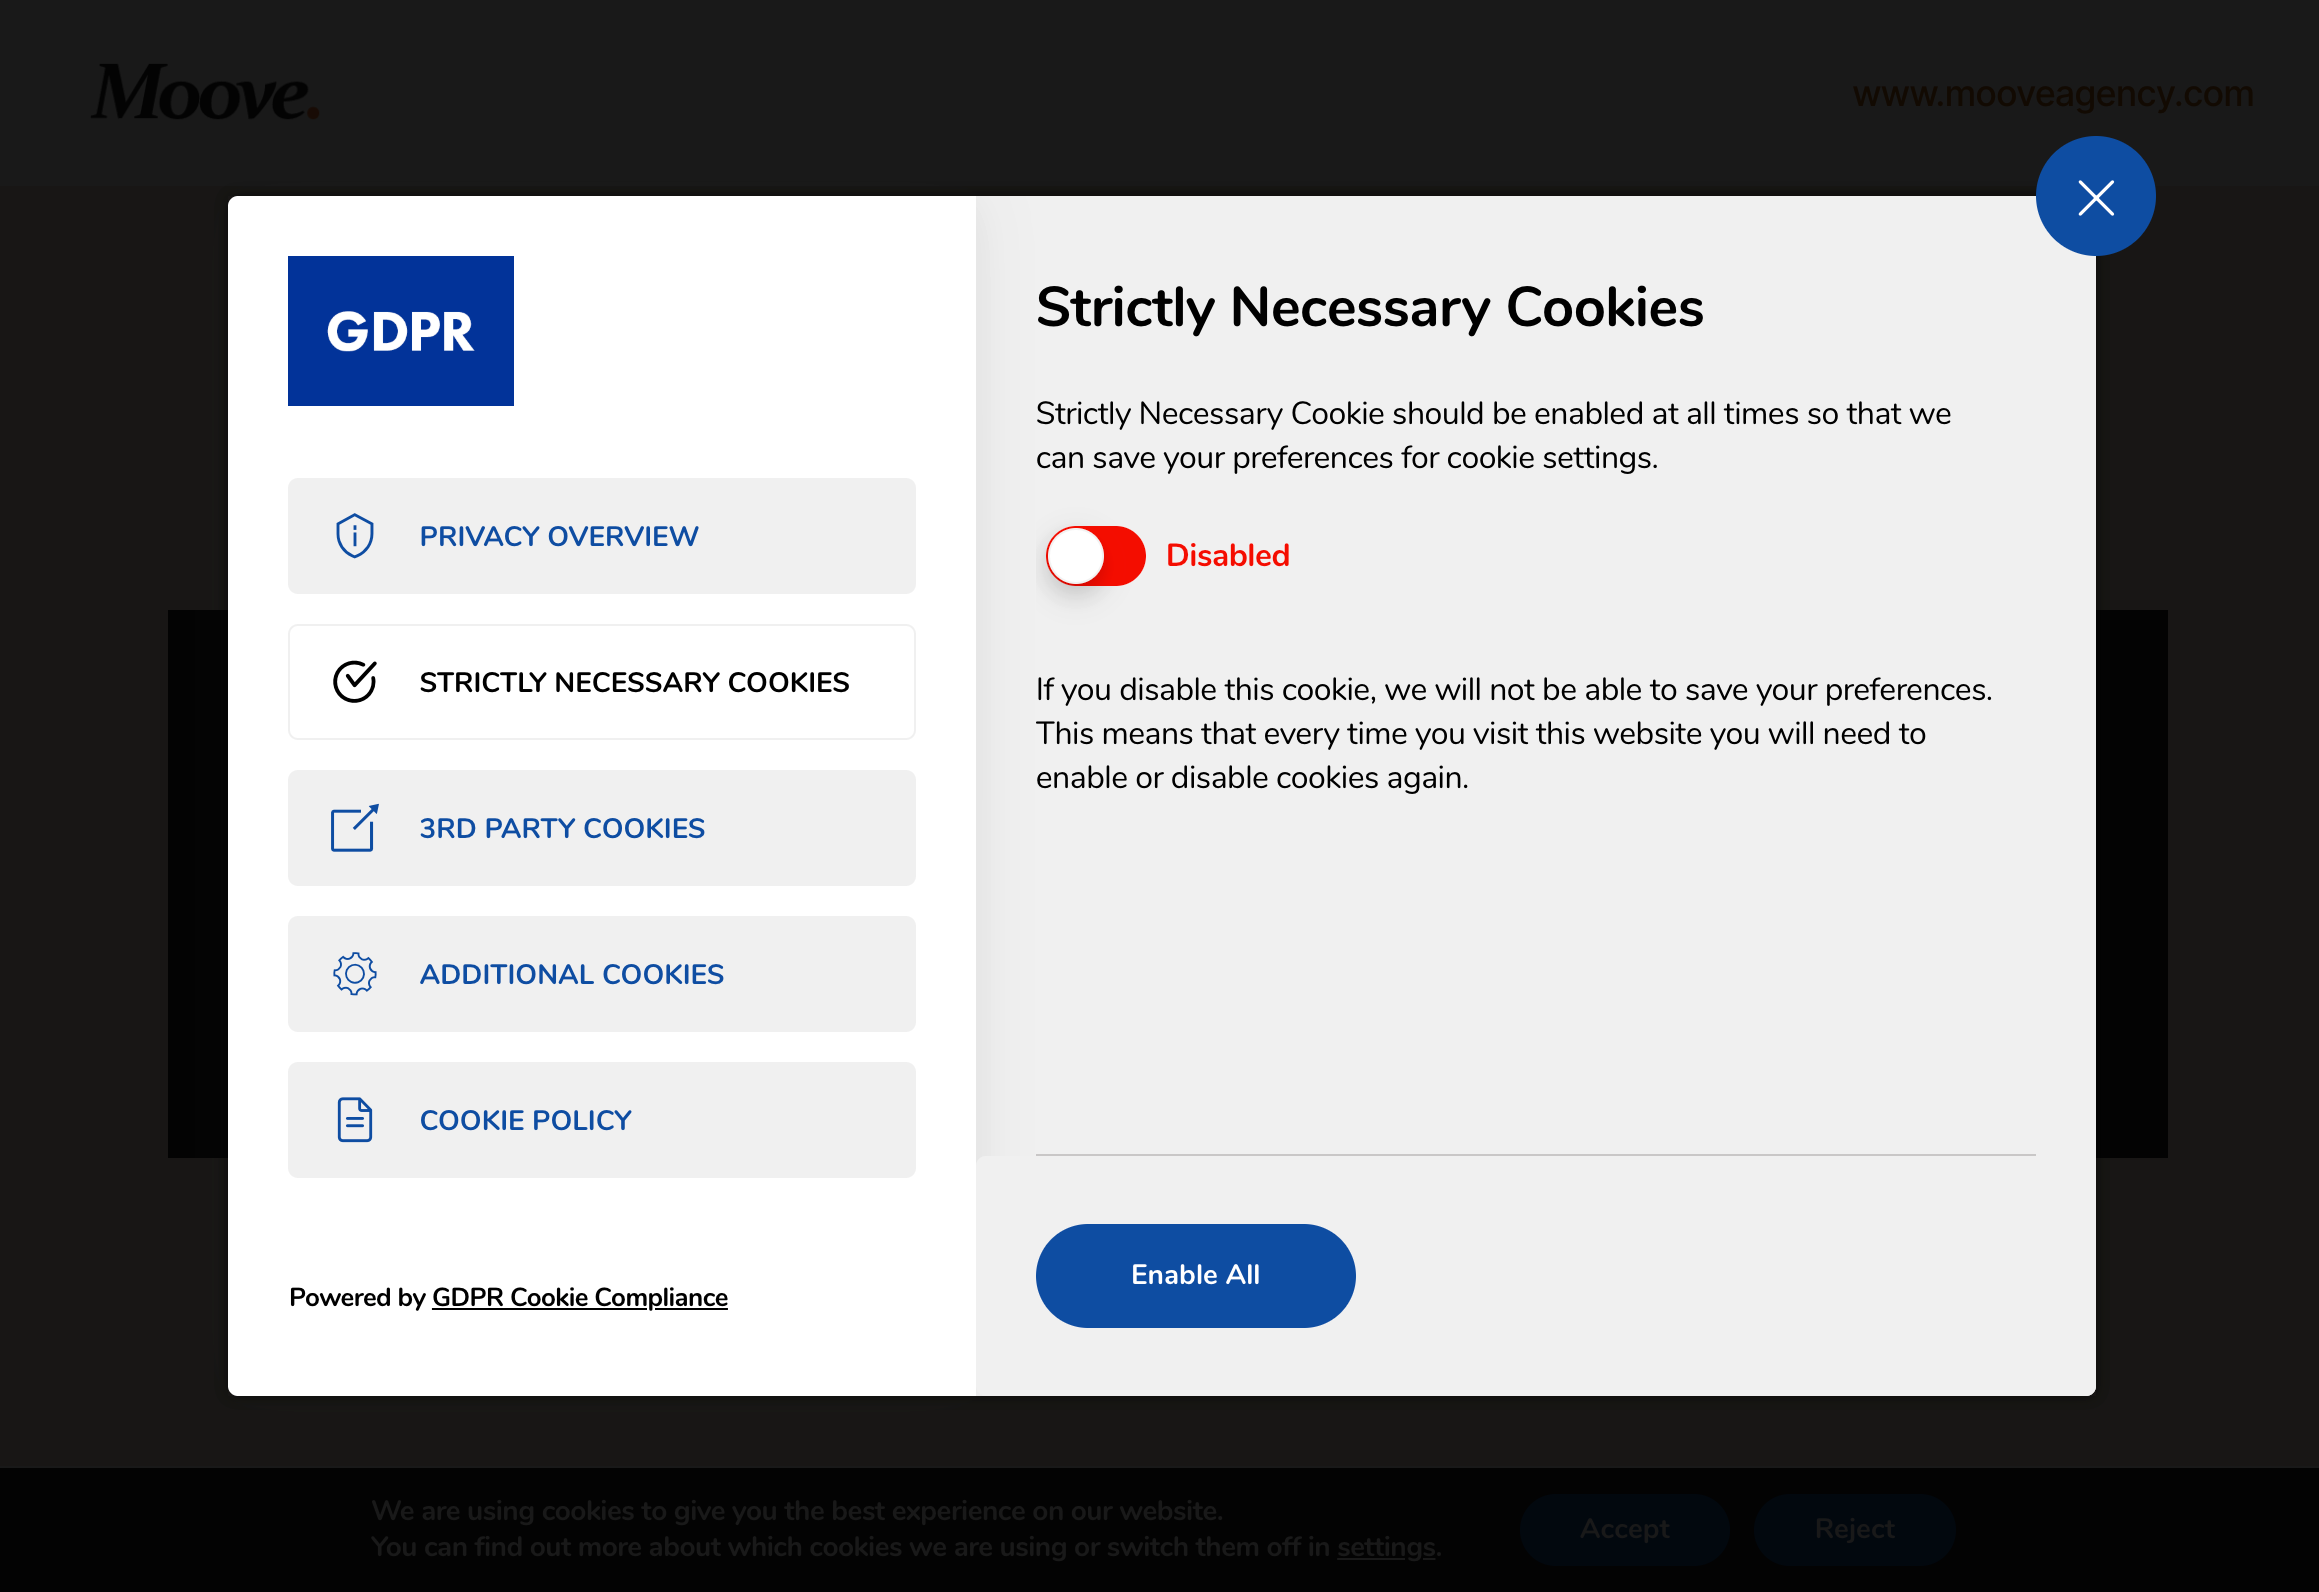 Moove.
www.mooveagency.com
GDPR
PRIVACY OVERVIEW
STRICTLY NECESSARY COOKIES
3RD PARTY COOKIES
ADDITIONAL COOKIES
COOKIE POLICY
Powered by GDPR Cookie Compliance
Strictly Necessary Cookies
Strictly Necessary Cookie should be enabled at all times so that we
can save your preferences for cookie settings.
Disabled
If you disable this cookie, we will not be able to save your preferences.
This means that every time you visit this website you will need to
enable or disable cookies again.
Enable All
We are using cookies to give you the best experience on our website.
You can find out more about which cookies we are using or switch them off in settings.
Accept
Reject